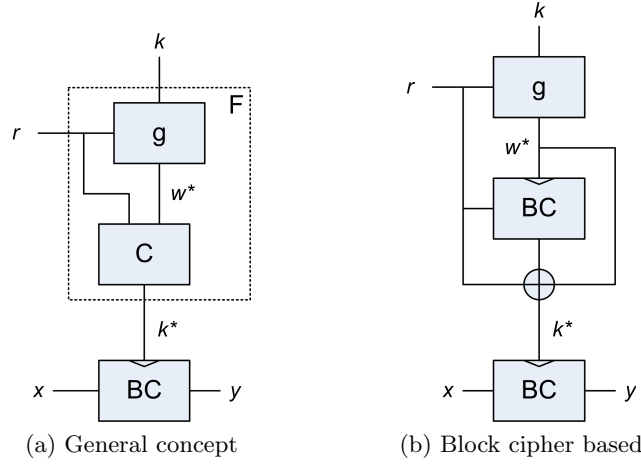 k
F
r
g
w*
C
k*
x
BC
y
(a) General concept
k
r
g
w*
BC
k*
x
BC
y
(b) Block cipher based